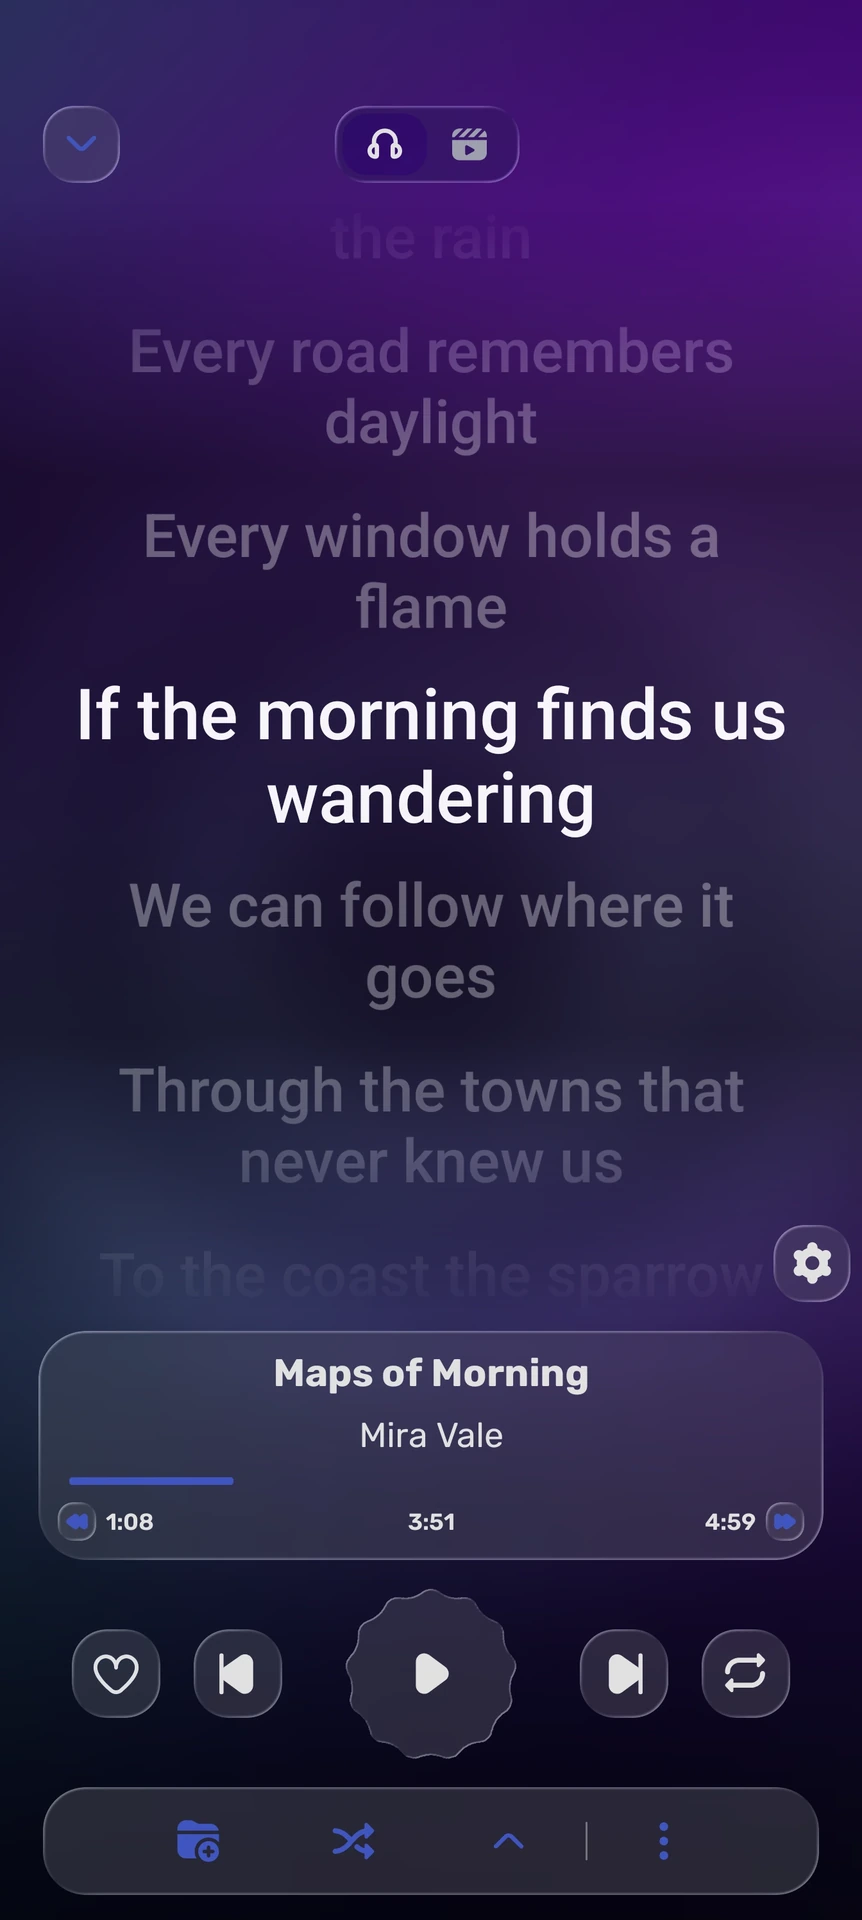 the rain
Every road remembers
daylight
Every window holds a
flame
If the morning finds us
wandering
We can follow where it
goes
Through the towns that
never knew us
To the coast the sparrow
Maps of Morning
Mira Vale
1:08 3:51 4:59